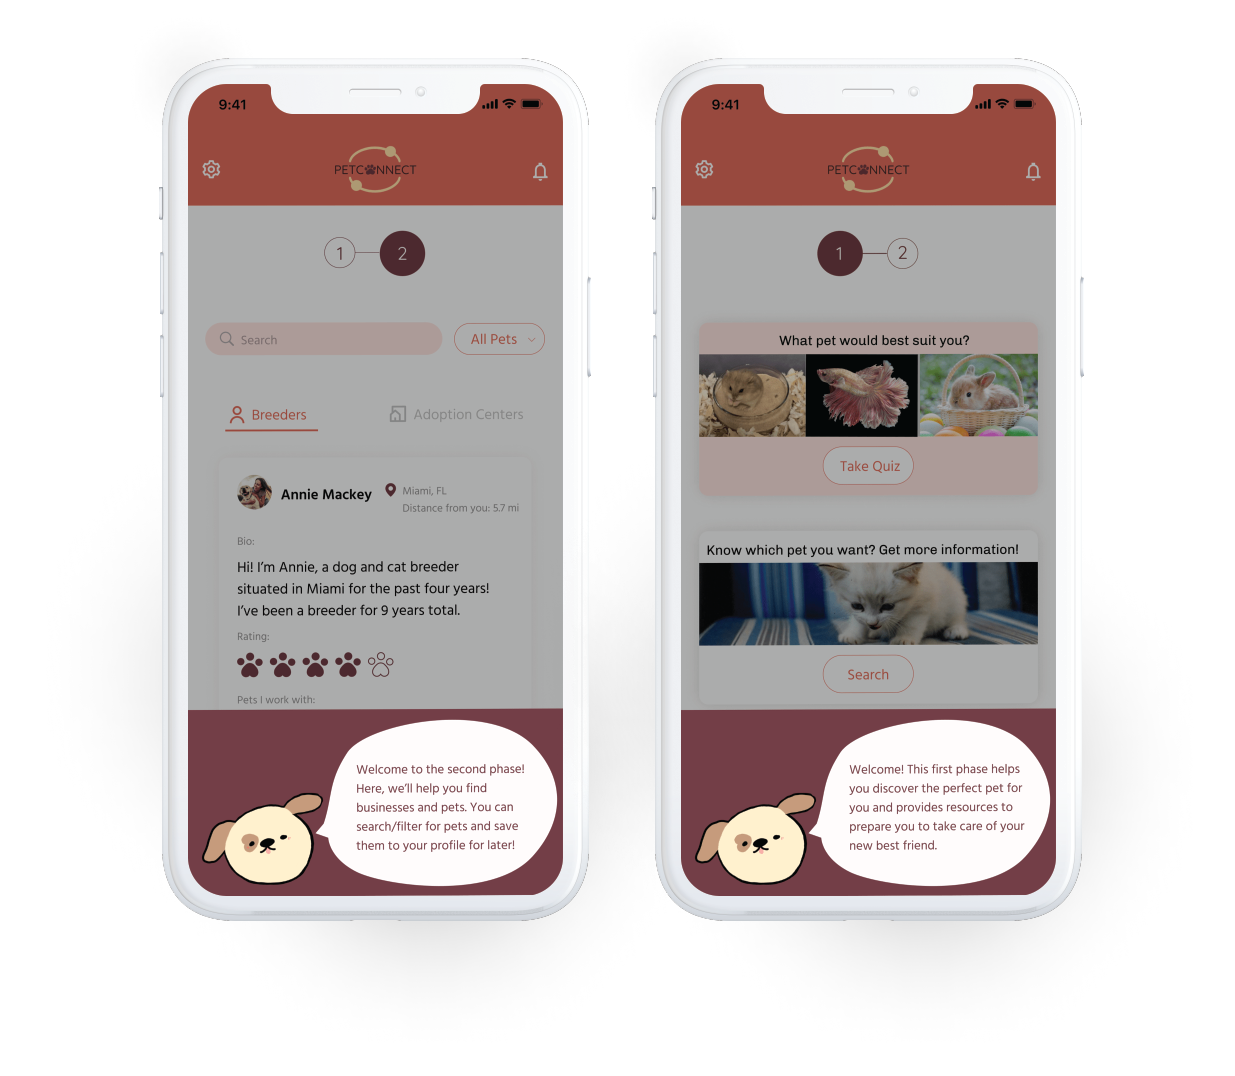 9:41
PETCONNECT
1
2
Search
All Pets
Breeders
Adoption Centers
Annie Mackey
Miami, FL
Distance from you: 5.7 mi
Bio:
Hi! I’m Annie, a dog and cat breeder
situated in Miami for the past four years!
I’ve been a breeder for 9 years total.
Rating:
Pets I work with:
Welcome to the second phase!
Here, we’ll help you find
businesses and pets. You can
search/filter for pets and save
them to your profile for later!
9:41
PETCONNECT
1
2
What pet would best suit you?
Take Quiz
Know which pet you want? Get more information!
Search
Welcome! This first phase helps
you discover the perfect pet for
you and provides resources to
prepare you to take care of your
new best friend.